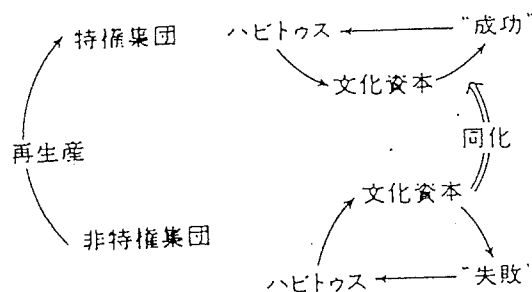 特権集団
ハビトゥス
"成功"
文化資本
再生産
同化
文化資本
非特権集団
ハビトゥス
"失敗"